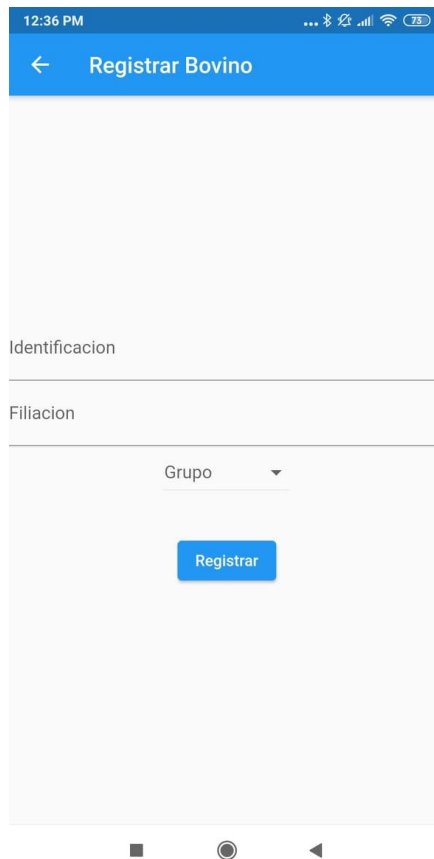 12:36 PM ... 73
Registrar Bovino
Identificacion
Filiacion
Grupo
Registrar